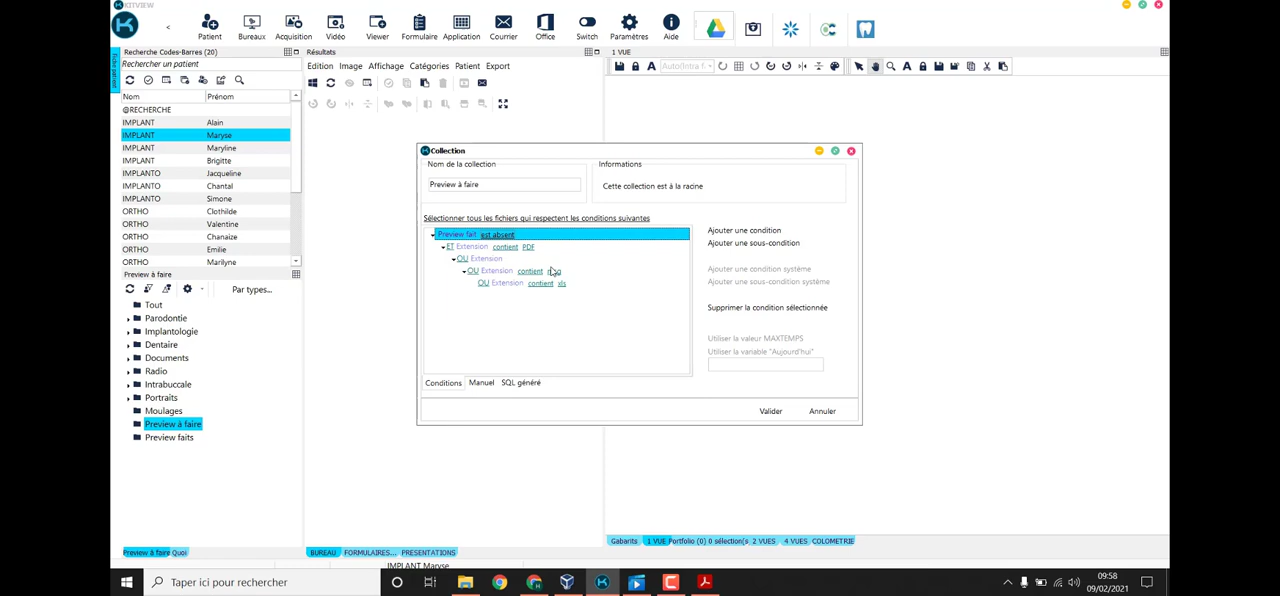 KITVIEW
Patient
Bureaux
Acquisition
Vidéo
Viewer
Formulaire
Application
Courrier
Office
Switch
Paramètres
Aide
Fiche patient
Recherche Codes-Barres (20)
Rechercher un patient
Nom Prénom
@RECHERCHE
IMPLANT Alain
IMPLANT Maryse
IMPLANT Maryline
IMPLANT Brigitte
IMPLANTO Jacqueline
IMPLANTO Chantal
IMPLANTO Simone
ORTHO Clothilde
ORTHO Valentine
ORTHO Chanaize
ORTHO Emilie
ORTHO Marilyne
Preview à faire
Par types...
Tout
Parodontie
Implantologie
Dentaire
Documents
Radio
Intrabuccale
Portraits
Moulages
Preview à faire
Preview faits
Preview à faire Quoi
Résultats
Edition Image Affichage Catégories Patient Export
BUREAU FORMULAIRES... PRESENTATIONS
IMPLANT Maryse
1 VUE
Collection
Nom de la collection
Preview à faire
Informations
Cette collection est à la racine
Sélectionner tous les fichiers qui respectent les conditions suivantes
Preview fait est absent
ET Extension contient PDF
OU Extension
OU Extension contient
OU Extension contient xls
Conditions Manuel SQL généré
Ajouter une condition
Ajouter une sous-condition
Ajouter une condition système
Ajouter une sous-condition système
Supprimer la condition sélectionnée
Utiliser la valeur MAXTEMPS
Utiliser la variable "Aujourd'hui"
Valider Annuler
Gabarits 1 VUE Portfolio (0) 0 sélection(s 2 VUES 4 VUES COLOMETRIE
Taper ici pour rechercher
09:58
09/02/2021